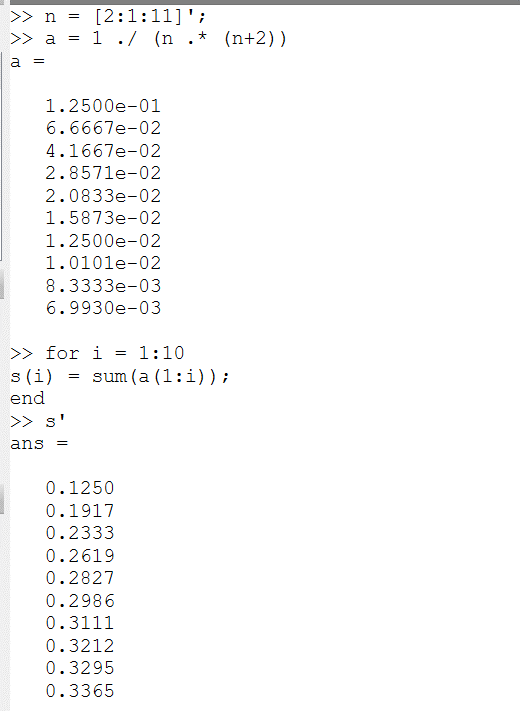 >> n = [2:1:11]';
>> a = 1 ./ (n .* (n+2))
a =
1.2500e-01
6.6667e-02
4.1667e-02
2.8571e-02
2.0833e-02
1.5873e-02
1.2500e-02
1.0101e-02
8.3333e-03
6.9930e-03
>> for i = 1:10
s(i) = sum(a(1:i));
end
>> s'
ans =
0.1250
0.1917
0.2333
0.2619
0.2827
0.2986
0.3111
0.3212
0.3295
0.3365